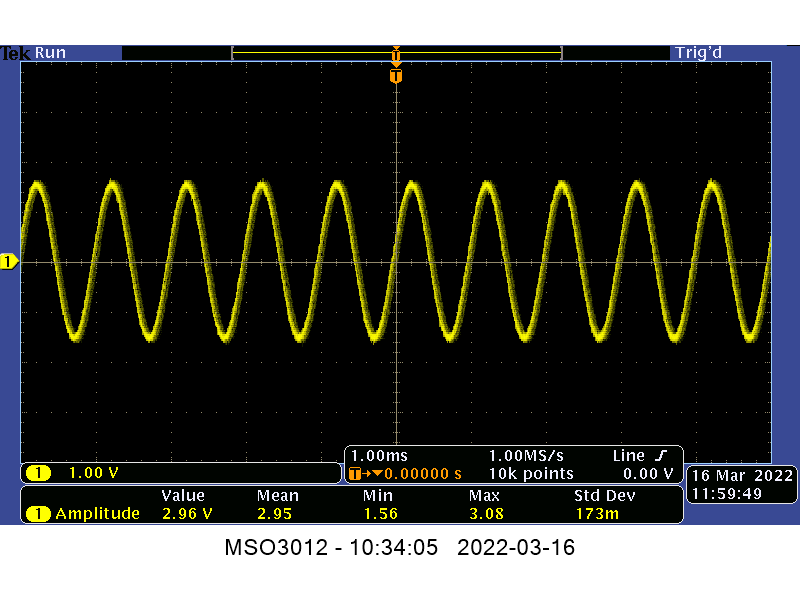 Tek Run Trig'd
T
T
1
1 1.00 V
1.00ms 1.00MS/s Line
T 0.00000 s 10k points 0.00 V
16 Mar 2022
11:59:49
Value Mean Min Max Std Dev
1 Amplitude 2.96 V 2.95 1.56 3.08 173m
MSO3012 - 10:34:05 2022-03-16